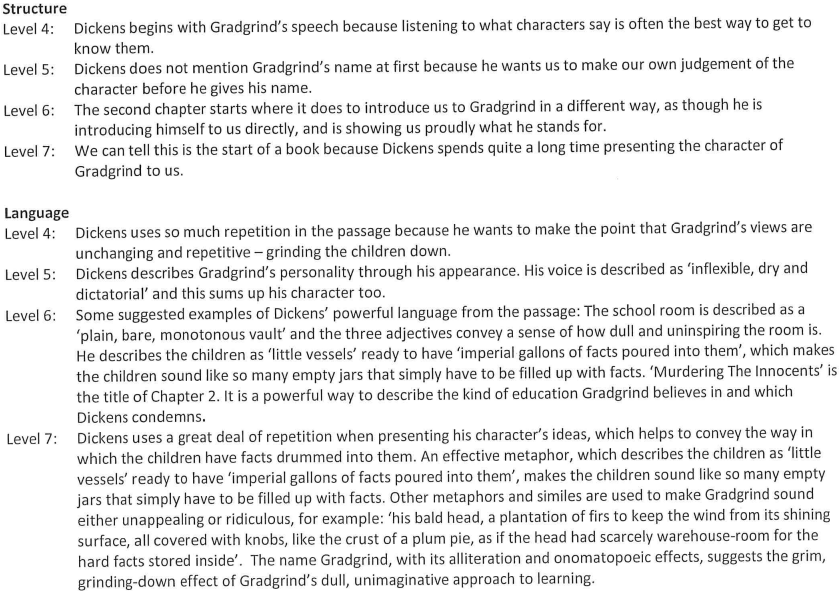 Structure
Level 4: Dickens begins with Gradgrind's speech because listening to what characters say is often the best way to get to
know them.
Level 5: Dickens does not mention Gradgrind's name at first because he wants us to make our own judgement of the
character before he gives his name.
Level 6: The second chapter starts where it does to introduce us to Gradgrind in a different way, as though he is
introducing himself to us directly, and is showing us proudly what he stands for.
Level 7: We can tell this is the start of a book because Dickens spends quite a long time presenting the character of
Gradgrind to us.
Language
Level 4: Dickens uses so much repetition in the passage because he wants to make the point that Gradgrind's views are
unchanging and repetitive – grinding the children down.
Level 5: Dickens describes Gradgrind's personality through his appearance. His voice is described as 'inflexible, dry and
dictatorial' and this sums up his character too.
Level 6: Some suggested examples of Dickens' powerful language from the passage: The school room is described as a
'plain, bare, monotonous vault' and the three adjectives convey a sense of how dull and uninspiring the room is.
He describes the children as 'little vessels' ready to have 'imperial gallons of facts poured into them', which makes
the children sound like so many empty jars that simply have to be filled up with facts. 'Murdering The Innocents' is
the title of Chapter 2. It is a powerful way to describe the kind of education Gradgrind believes in and which
Dickens condemns.
Level 7: Dickens uses a great deal of repetition when presenting his character's ideas, which helps to convey the way in
which the children have facts drummed into them. An effective metaphor, which describes the children as 'little
vessels' ready to have 'imperial gallons of facts poured into them', makes the children sound like so many empty
jars that simply have to be filled up with facts. Other metaphors and similes are used to make Gradgrind sound
either unappealing or ridiculous, for example: 'his bald head, a plantation of firs to keep the wind from its shining
surface, all covered with knobs, like the crust of a plum pie, as if the head had scarcely warehouse-room for the
hard facts stored inside'. The name Gradgrind, with its alliteration and onomatopoeic effects, suggests the grim,
grinding-down effect of Gradgrind's dull, unimaginative approach to learning.